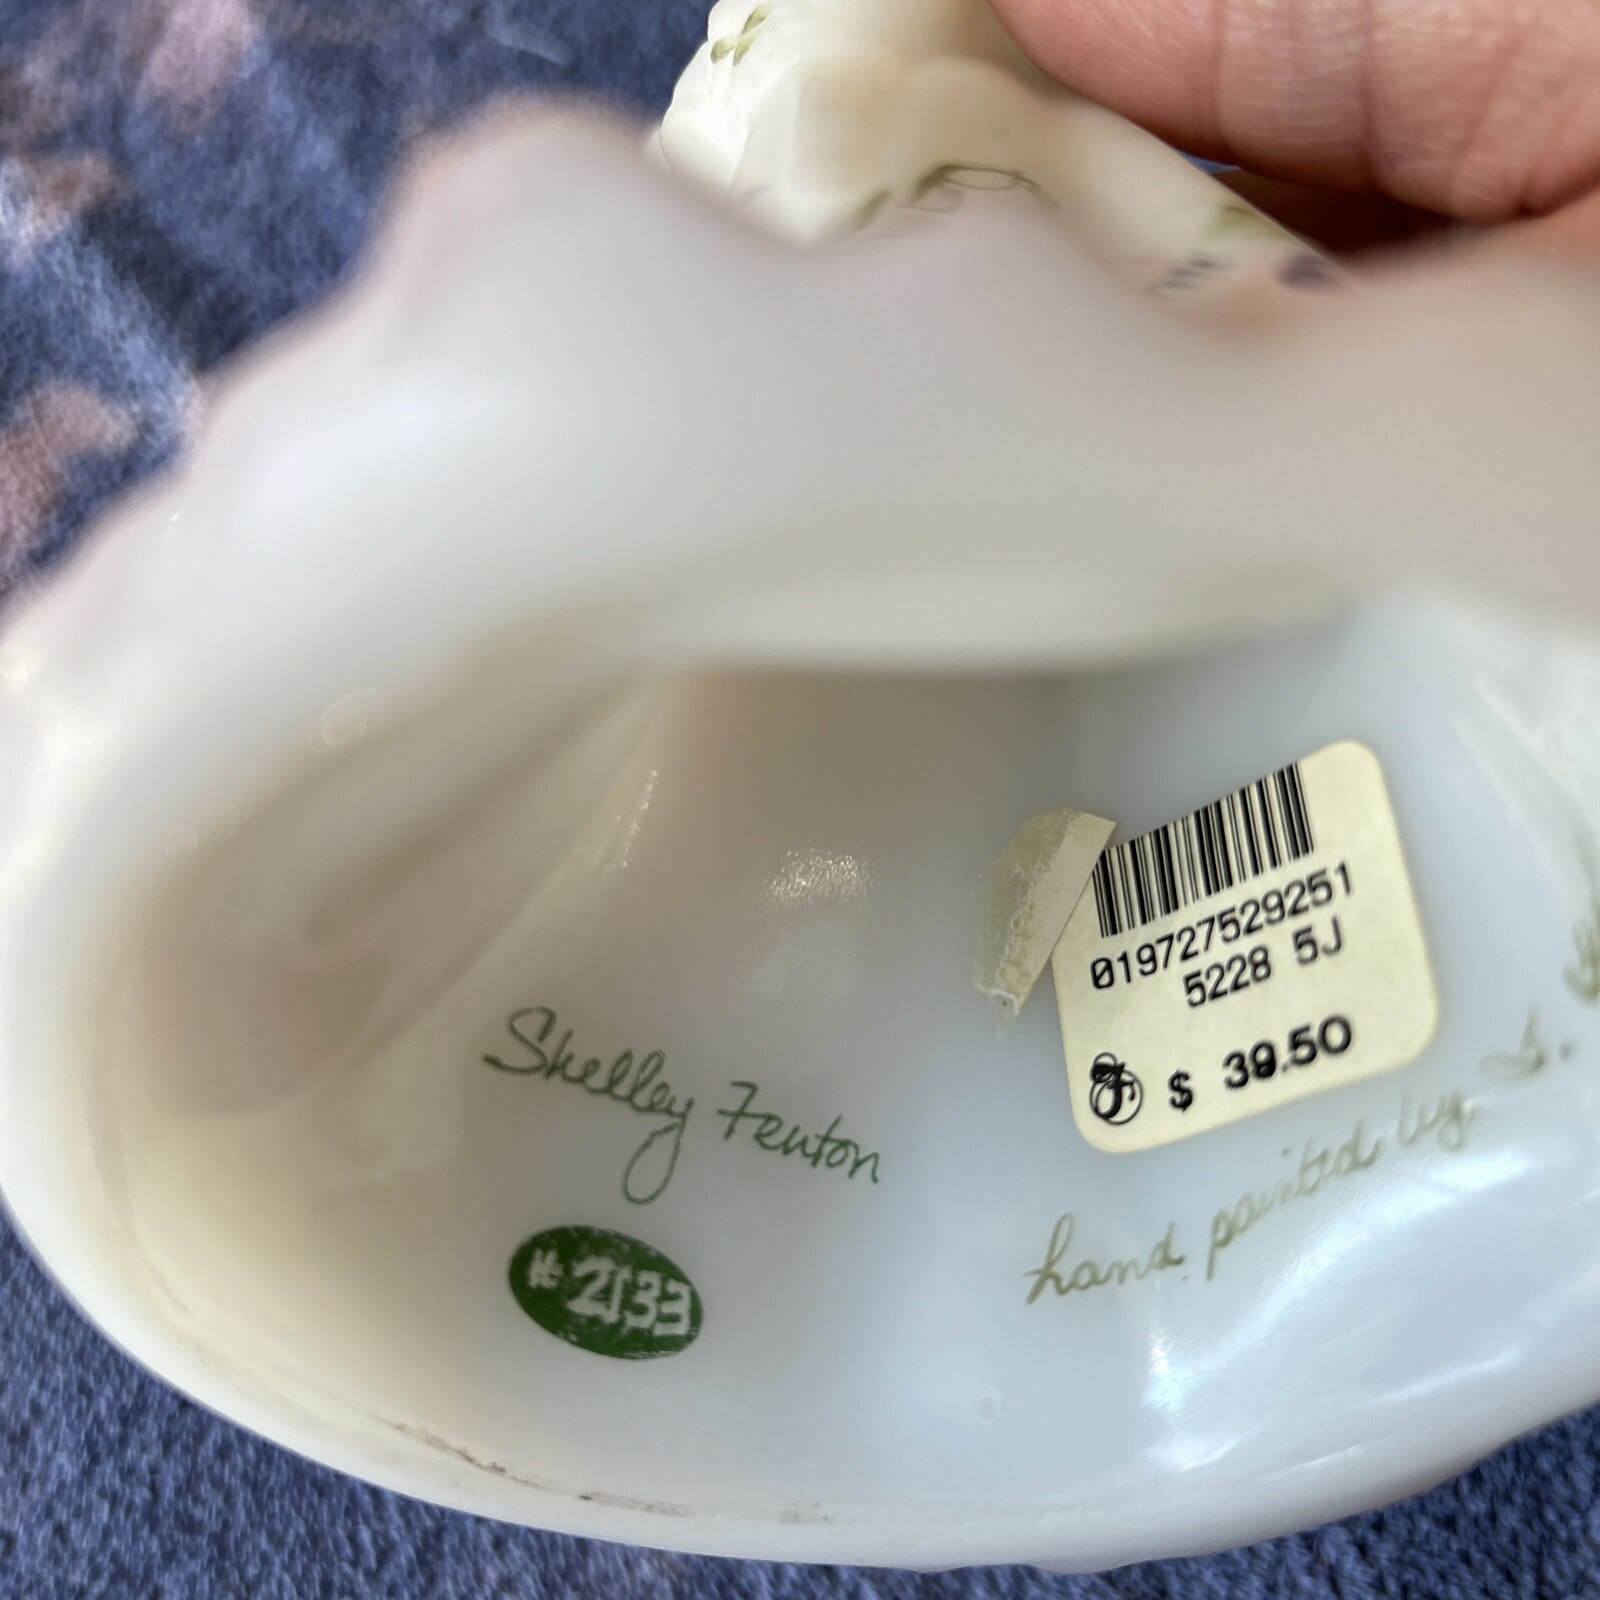 019727529251
5228 5J
$ 39.50
Shelley Fenton
hand painted by
#2133